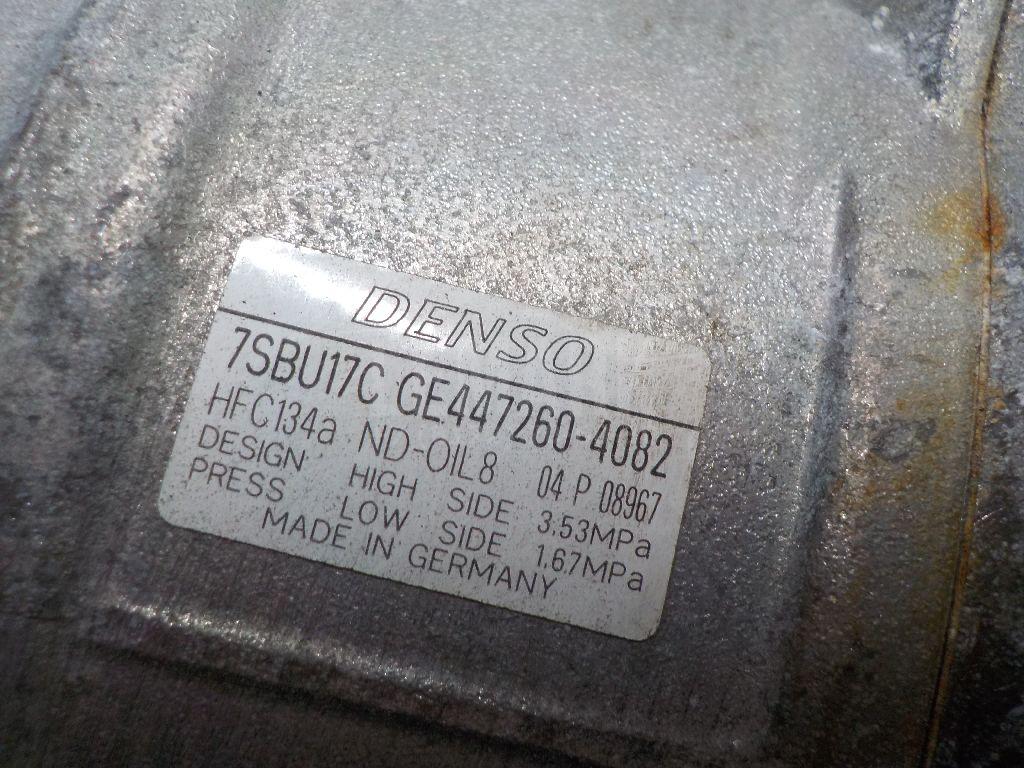 DENSO
7SBU17C GE447260-4082
HFC134a ND-OIL8 04 P 08967
DESIGN HIGH SIDE 3.53MPa
PRESS LOW SIDE 1.67MPa
MADE IN GERMANY